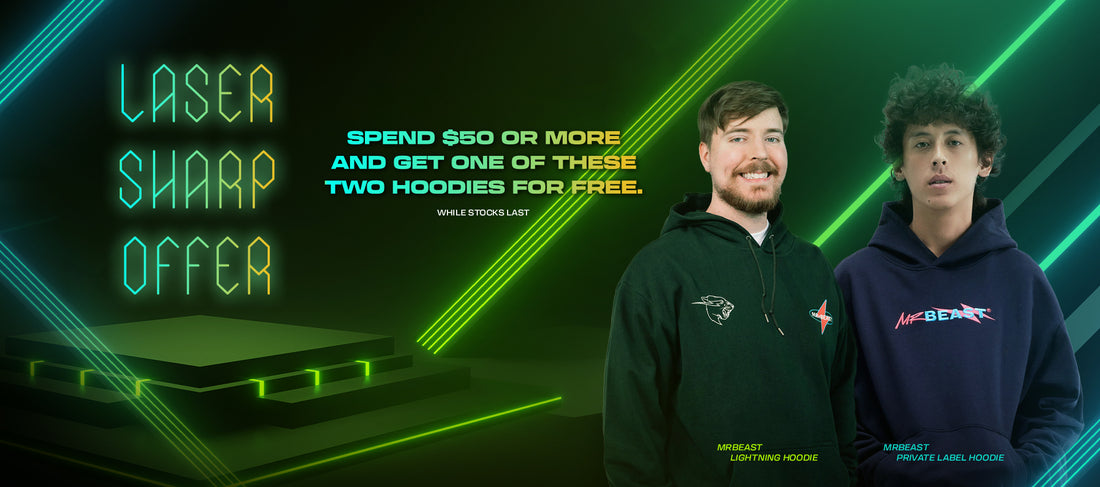 LASER
SHARP
OFFER
SPEND $50 OR MORE
AND GET ONE OF THESE
TWO HOODIES FOR FREE.
WHILE STOCKS LAST
MRBEAST
MRBEAST®
MRBEAST
LIGHTNING HOODIE
MRBEAST
PRIVATE LABEL HOODIE